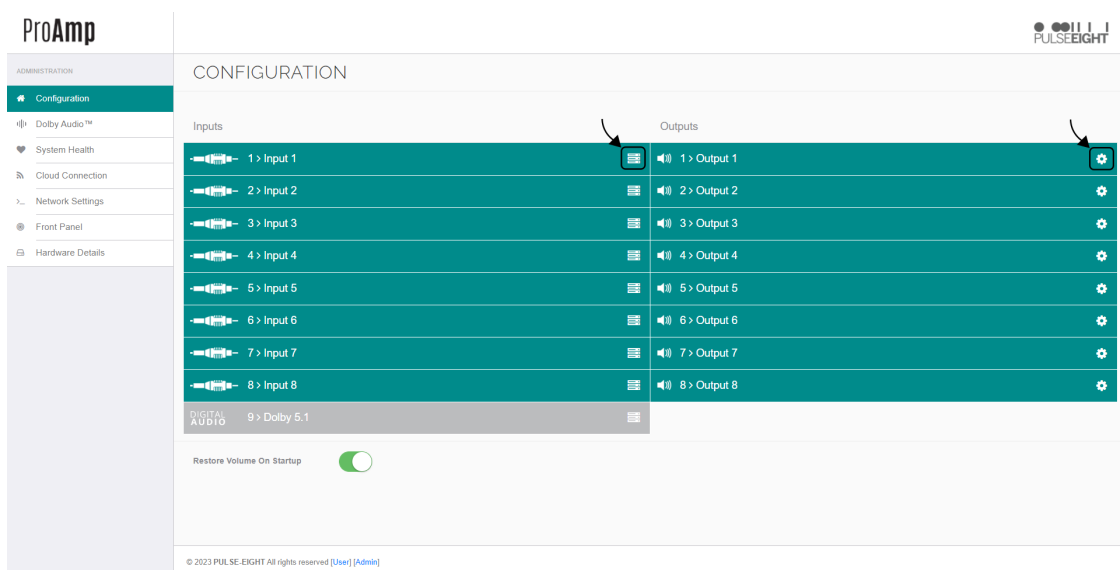 ProAmp
PULSEEIGHT
ADMINISTRATION
Configuration
Dolby Audio™
System Health
Cloud Connection
Network Settings
Front Panel
Hardware Details
CONFIGURATION
Inputs
1 > Input 1
2 > Input 2
3 > Input 3
4 > Input 4
5 > Input 5
6 > Input 6
7 > Input 7
8 > Input 8
DIGITAL
AUDIO
9 > Dolby 5.1
Outputs
1 > Output 1
2 > Output 2
3 > Output 3
4 > Output 4
5 > Output 5
6 > Output 6
7 > Output 7
8 > Output 8
Restore Volume On Startup
© 2023 PULSE-EIGHT All rights reserved [User] [Admin]